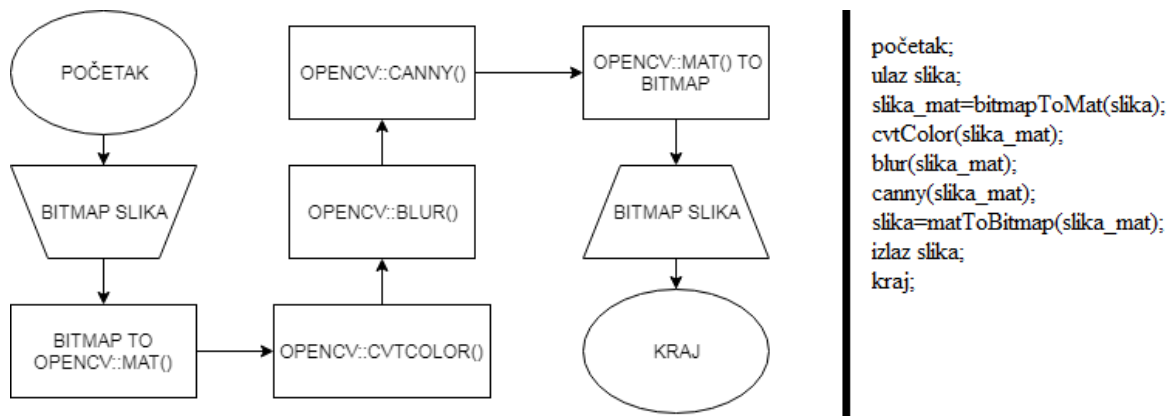 POČETAK
BITMAP SLIKA
BITMAP TO
OPENCV::MAT()
OPENCV::CVTCOLOR()
OPENCV::BLUR()
OPENCV::CANNY()
OPENCV::MAT() TO
BITMAP
BITMAP SLIKA
KRAJ
početak;
ulaz slika;
slika_mat=bitmapToMat(slika);
cvtColor(slika_mat);
blur(slika_mat);
canny(slika_mat);
slika=matToBitmap(slika_mat);
izlaz slika;
kraj;